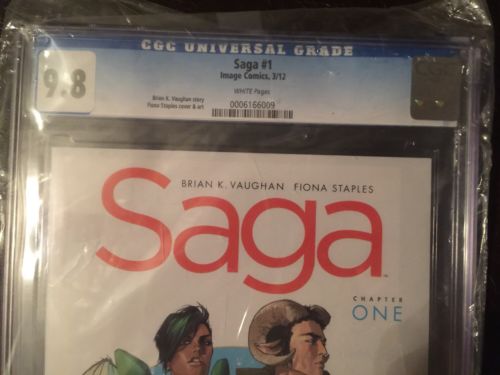 CGC UNIVERSAL GRADE
9.8
Saga #1
Image Comics, 3/12
WHITE Pages
Brian K. Vaughan story
Fiona Staples cover & art
0006166009
BRIAN K. VAUGHAN FIONA STAPLES
Saga
CHAPTER
ONE